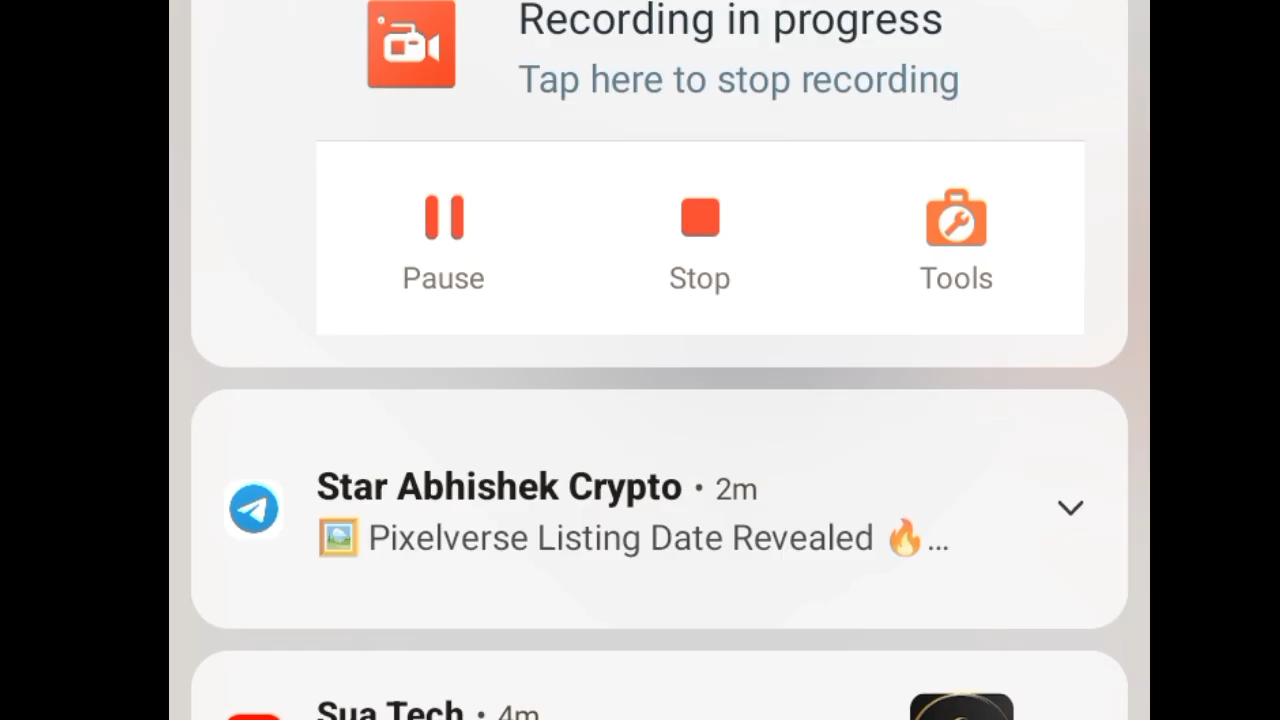 Recording in progress
Tap here to stop recording
Pause
Stop
Tools
Star Abhishek Crypto • 2m
🖼️ Pixelverse Listing Date Revealed 🔥...
Sua Tech • 4m